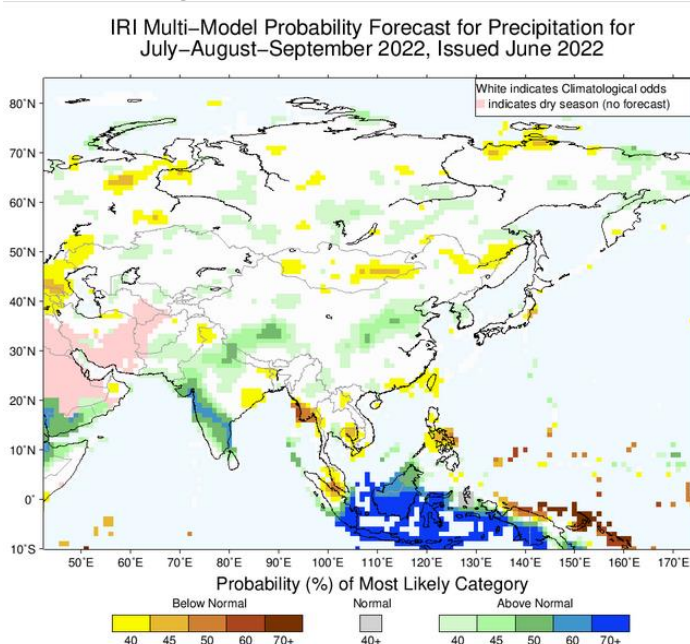 IRI Multi-Model Probability Forecast for Precipitation for
July-August-September 2022, Issued June 2022
White indicates Climatological odds
indicates dry season (no forecast)
80˚N
70˚N
60˚N
50˚N
40˚N
30˚N
20˚N
10˚N
0˚
10˚S
50˚E 60˚E 70˚E 80˚E 90˚E 100˚E 110˚E 120˚E 130˚E 140˚E 150˚E 160˚E 170˚E
Probability (%) of Most Likely Category
Below Normal Normal Above Normal
40 45 50 60 70+ 40+ 40 45 50 60 70+